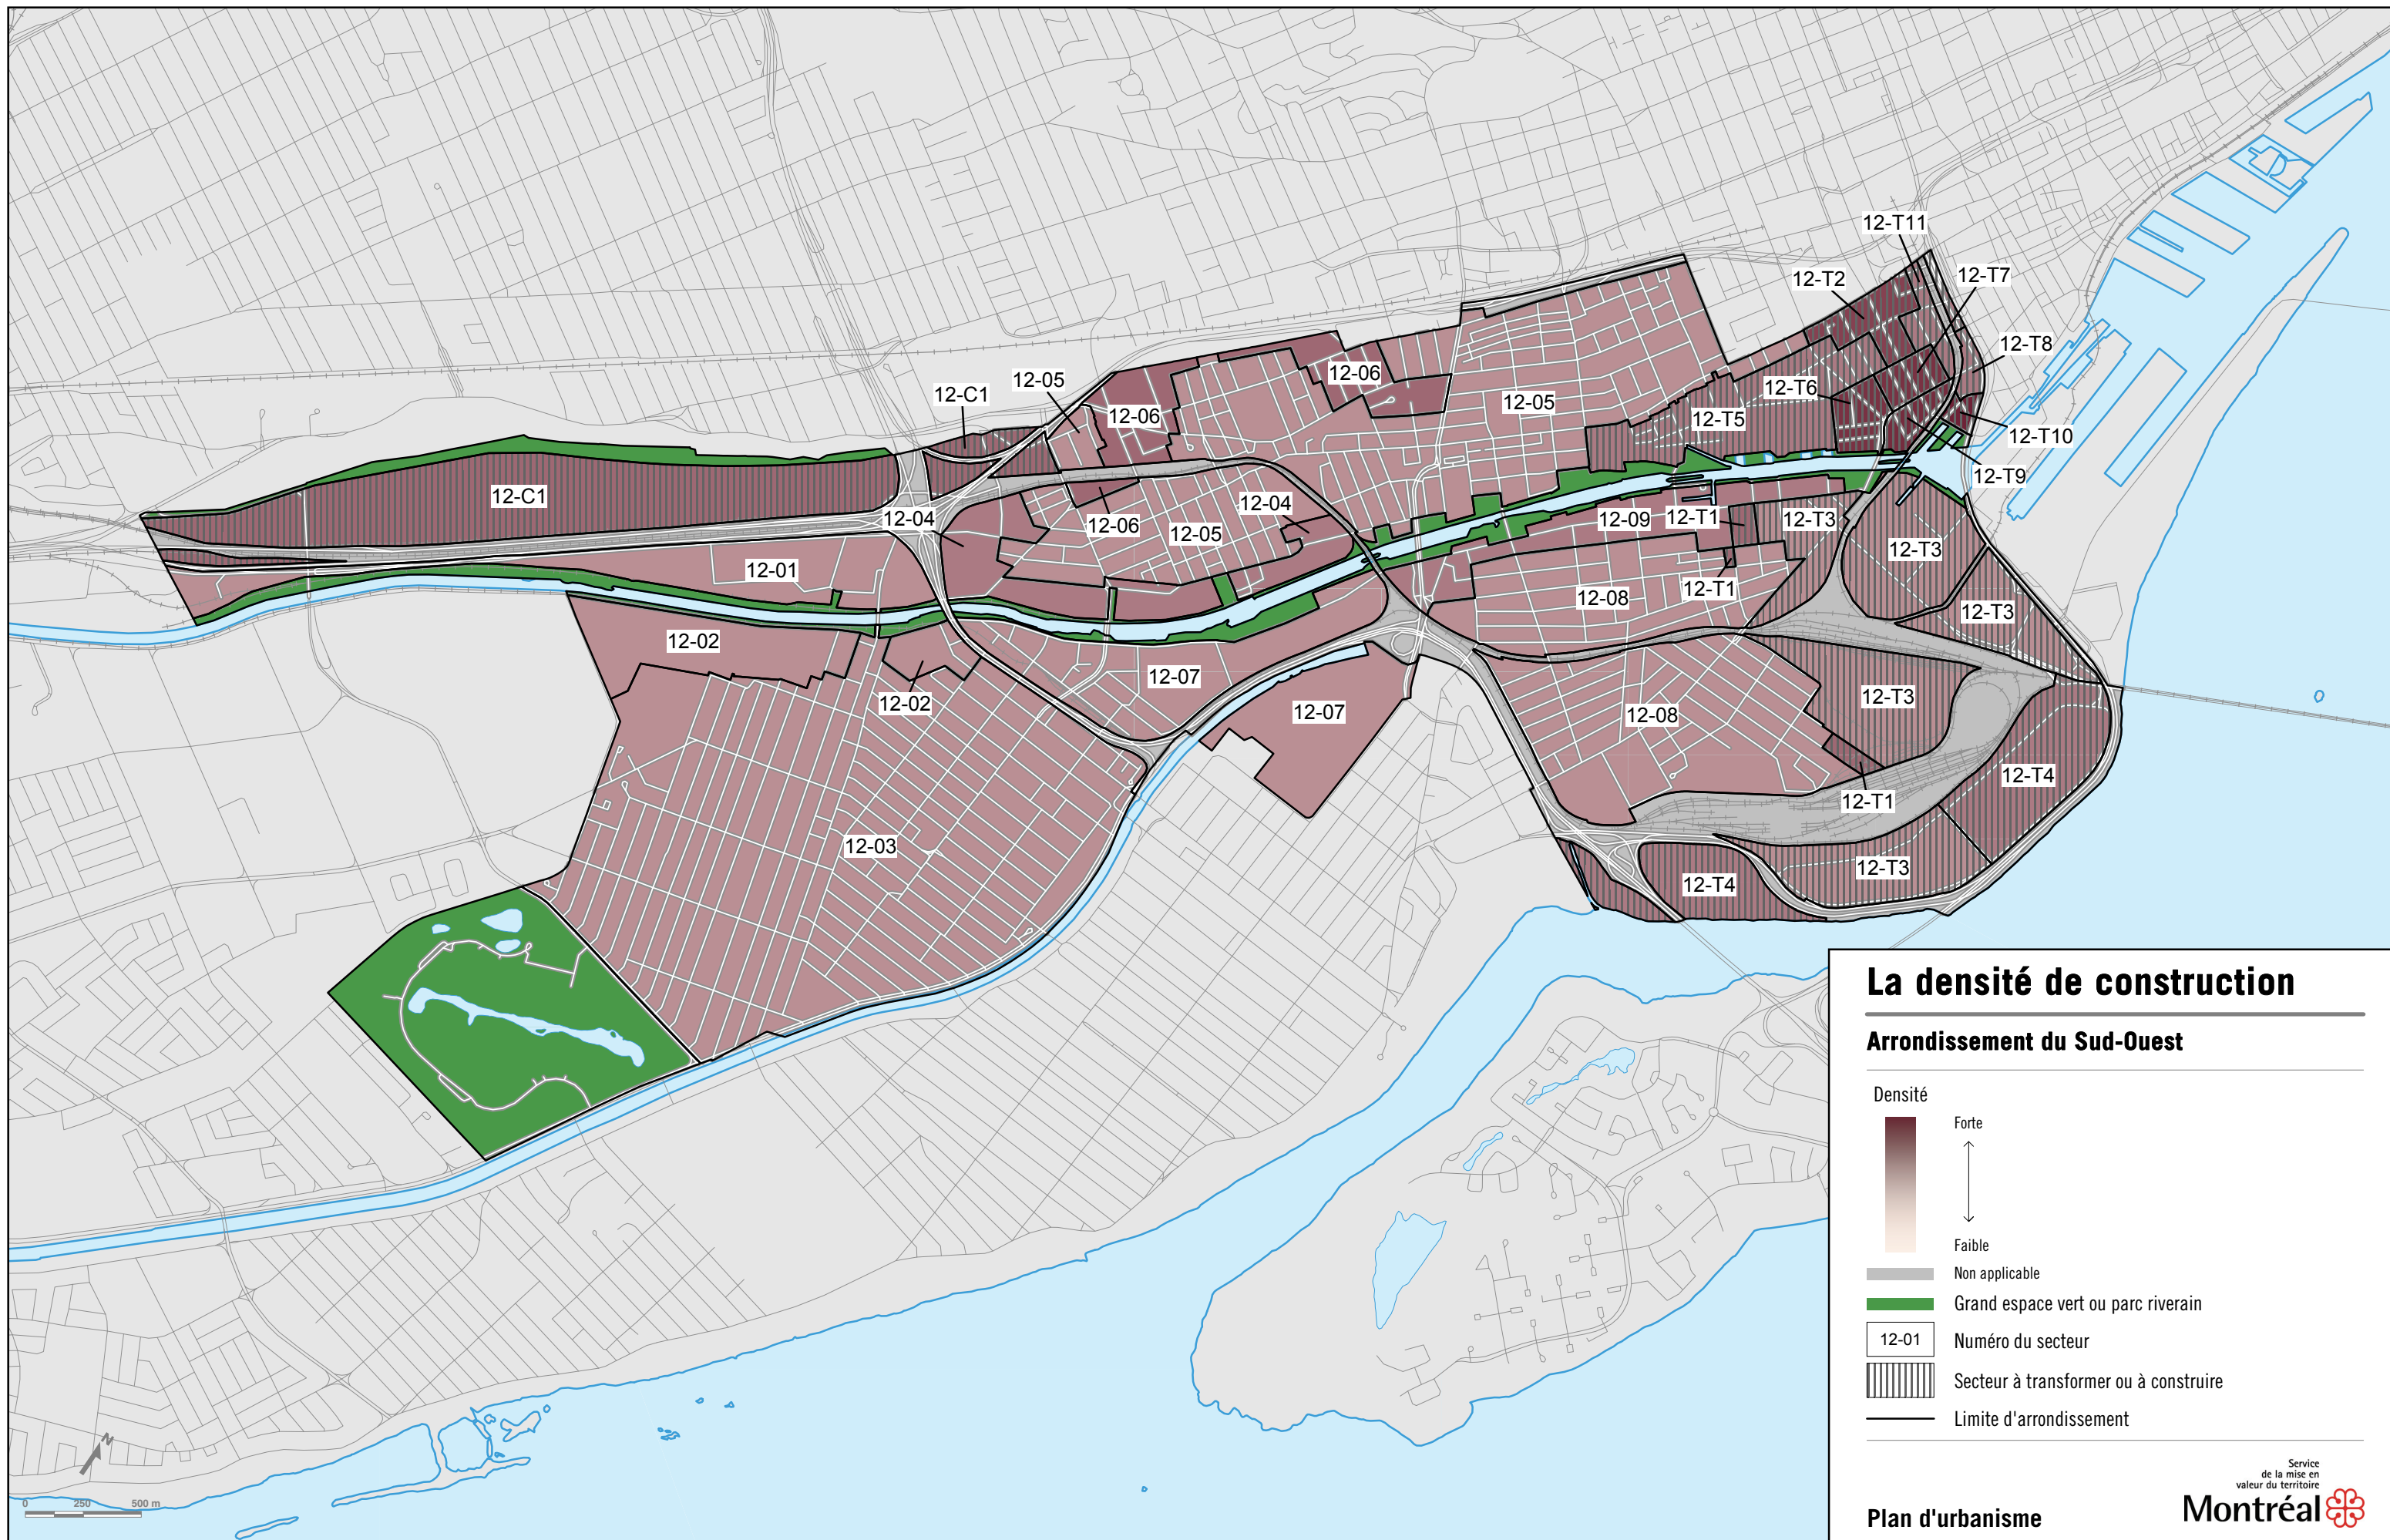 12-T11
12-T7
12-T2
12-T8
12-05
12-06
12-C1
12-06
12-T6
12-05
12-T5
12-T10
12-T9
12-C1
12-04
12-04
12-06
12-05
12-09
12-T1
12-T3
12-T3
12-01
12-T1
12-08
12-T3
12-02
12-07
12-02
12-07
12-08
12-T3
12-T4
12-T1
12-03
12-T3
12-T4
La densité de construction
Arrondissement du Sud-Ouest
Densité
Forte
Faible
Non applicable
Grand espace vert ou parc riverain
12-01 Numéro du secteur
Secteur à transformer ou à construire
Limite d'arrondissement
Service
de la mise en
valeur du territoire
Montréal
Plan d'urbanisme
N
0 250 500 m